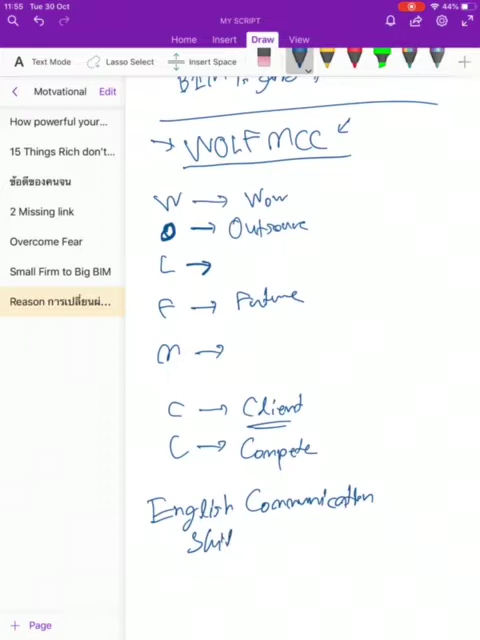 11:55 Tue 30 Oct
44%
MY SCRIPT
Home Insert Draw View
A Text Mode Lasso Select Insert Space
Motvational Edit
How powerful your...
15 Things Rich don't...
ข้อดีของคนจน
2 Missing link
Overcome Fear
Small Firm to Big BIM
Reason การเปลี่ยนผ่...
+ Page
BIM
→ WOLFMCC
W → Wow
O → Outsource
L →
F → Future
M →
C → Client
C → Compete
English Communication